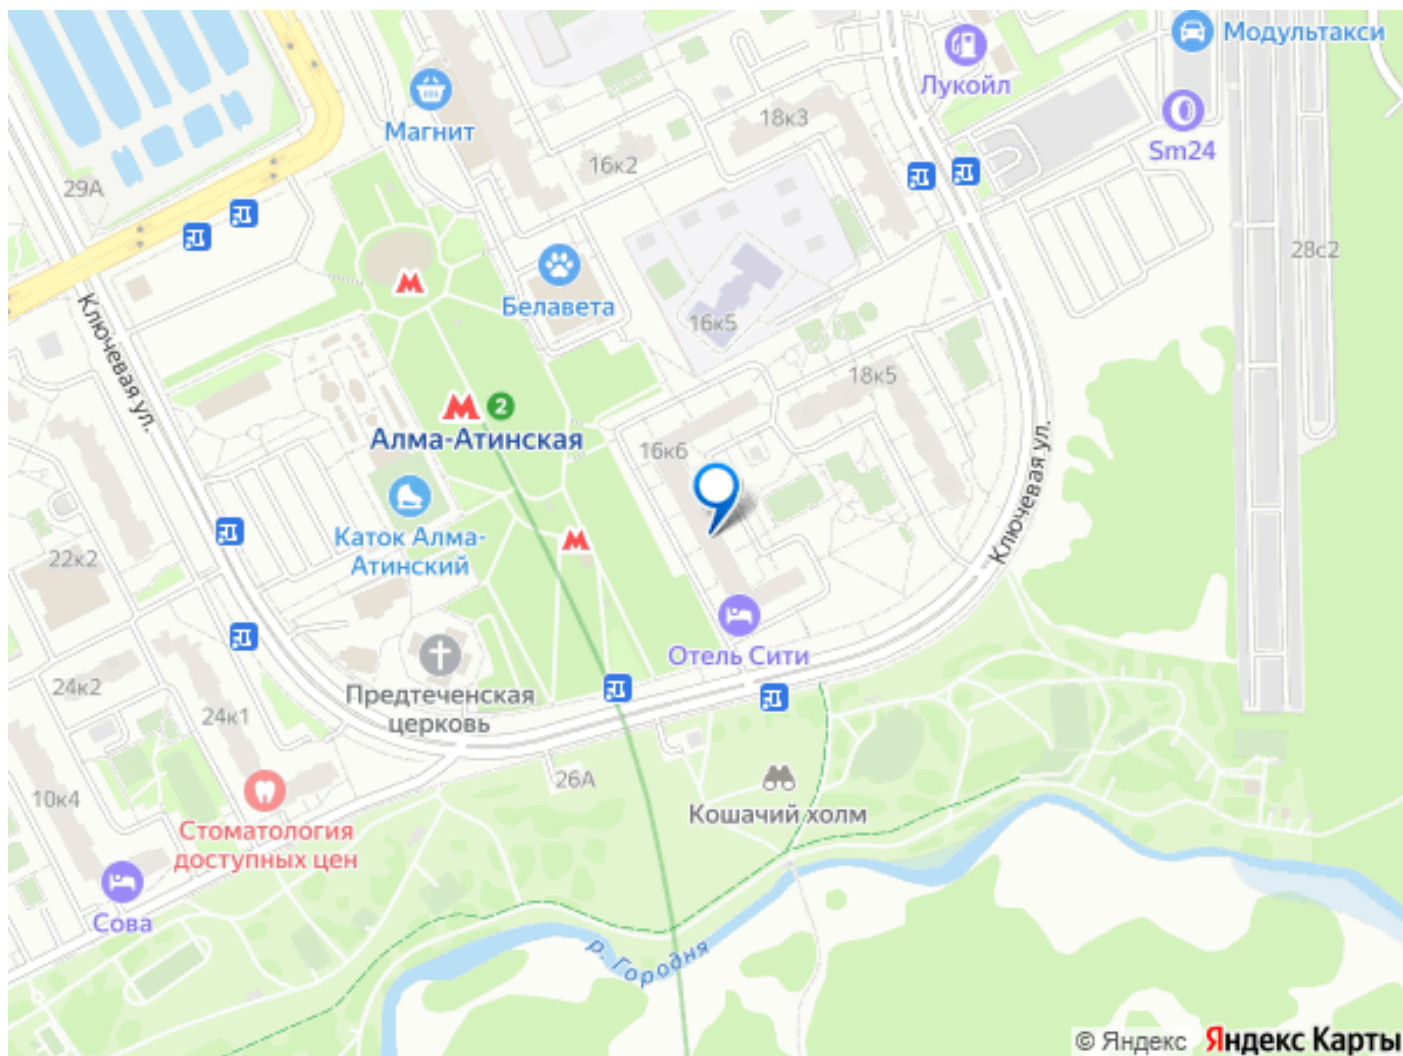 Модультакси
Лукойл
Магнит
18к3
Sm24
16к2
29А
28с2
Белавета
Ключевая ул.
16к5
18к5
2
Алма-Атинская
16к6
Ключевая ул.
Каток Алма-
Атинский
22к2
Отель Сити
24к2
Предтеченская
церковь
24к1
26А
10к4
Кошачий холм
Стоматология
доступных цен
Сова
р. Городня
© Яндекс Яндекс Карты